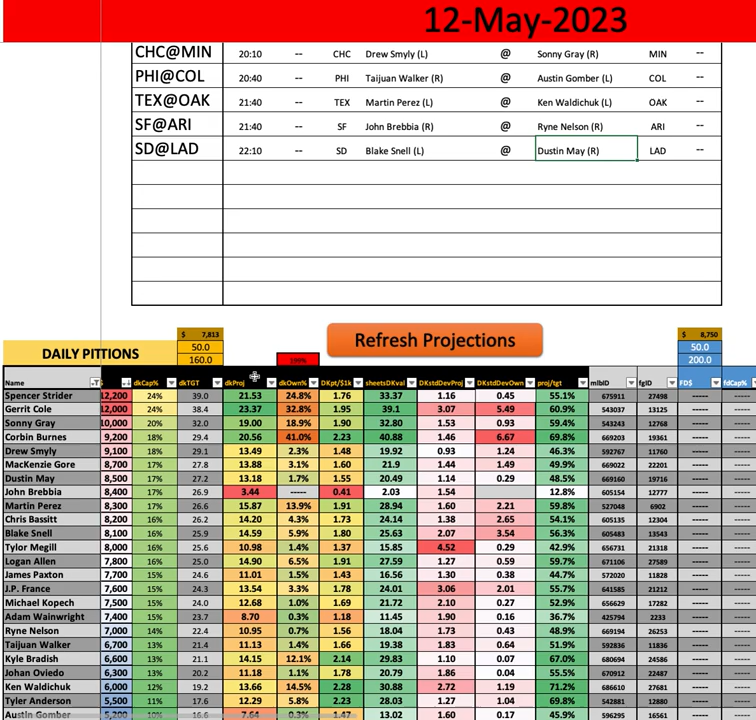 12-May-2023
CHC@MIN 20:10 -- CHC Drew Smyly (L) @ Sonny Gray (R) MIN --
PHI@COL 20:40 -- PHI Taijuan Walker (R) @ Austin Gomber (L) COL --
TEX@OAK 21:40 -- TEX Martin Perez (L) @ Ken Waldichuk (L) OAK --
SF@ARI 21:40 -- SF John Brebbia (R) @ Ryne Nelson (R) ARI --
SD@LAD 22:10 -- SD Blake Snell (L) @ Dustin May (R) LAD --
$ 7,813 $ 8,750
DAILY PITIONS 50.0 Refresh Projections 50.0
160.0 200.0
Name dkCap% dkTGT dkProj dkOwn% DKpt/$1k sheetsDKval DKstdDevProj DKstdDevOwn proj/tgt mlbID fgID FD$ fdCap%
Spencer Strider 12,200 24% 39.0 21.53 24.8% 1.76 33.37 1.16 0.45 55.1% 675911 27498 -----
Gerrit Cole 12,000 24% 38.4 23.37 32.8% 1.95 39.1 3.07 5.49 60.9% 543037 13125 -----
Sonny Gray 10,000 20% 32.0 19.00 18.9% 1.90 32.80 1.53 0.93 59.4% 543243 12768 -----
Corbin Burnes 9,200 18% 29.4 20.56 41.0% 2.23 40.88 1.46 6.67 69.8% 669203 19361 -----
Drew Smyly 9,100 18% 29.1 13.49 2.3% 1.48 19.92 0.93 1.24 46.3% 592767 11760 -----
MacKenzie Gore 8,700 17% 27.8 13.88 3.1% 1.60 21.9 1.44 1.49 49.9% 669022 22201 -----
Dustin May 8,500 17% 27.2 13.18 1.7% 1.55 20.49 1.14 0.29 48.5% 669160 19716 -----
John Brebbia 8,400 17% 26.9 3.44 ----- 0.41 2.03 1.54 12.8% 605154 12777 -----
Martin Perez 8,300 17% 26.6 15.87 13.9% 1.91 28.94 1.60 2.21 59.8% 527048 6902 -----
Chris Bassitt 8,200 16% 26.2 14.20 4.3% 1.73 24.14 1.38 2.65 54.1% 605135 12304 -----
Blake Snell 8,100 16% 25.9 14.59 5.9% 1.80 25.63 2.07 3.54 56.3% 605483 13543 -----
Tylor Megill 8,000 16% 25.6 10.98 1.4% 1.37 15.85 4.52 0.29 42.9% 656731 21318 -----
Logan Allen 7,800 16% 25.0 14.90 6.5% 1.91 27.59 1.27 0.59 59.7% 671106 27589 -----
James Paxton 7,700 15% 24.6 11.01 1.5% 1.43 16.56 1.30 0.38 44.7% 572020 11828 -----
J.P. France 7,600 15% 24.3 13.54 3.3% 1.78 24.01 3.06 2.01 55.7% 641585 21212 -----
Michael Kopech 7,500 15% 24.0 12.68 1.0% 1.69 21.72 2.10 0.27 52.9% 656629 17282 -----
Adam Wainwright 7,400 15% 23.7 8.70 0.3% 1.18 11.45 1.90 0.16 36.7% 425794 2233 -----
Ryne Nelson 7,000 14% 22.4 10.95 0.7% 1.56 18.04 1.73 0.43 48.9% 669194 26253 -----
Taijuan Walker 6,700 13% 21.4 11.13 1.4% 1.66 19.38 1.83 0.64 51.9% 592836 11836 -----
Kyle Bradish 6,600 13% 21.1 14.15 12.1% 2.14 29.83 1.10 0.07 67.0% 680694 24586 -----
Johan Oviedo 6,300 13% 20.2 11.18 1.1% 1.78 20.79 1.86 0.04 55.5% 670912 22487 -----
Ken Waldichuk 6,000 12% 19.2 13.66 14.5% 2.28 30.88 2.72 1.19 71.2% 686610 27681 -----
Tyler Anderson 5,500 11% 17.6 12.29 5.8% 2.23 28.03 1.27 1.04 69.8% 542881 12880 -----
Austin Gomber 5,200 10% 16.6 7.64 0.3% 1.47 13.02 1.60 0.17 45.9% 596295 16561 -----